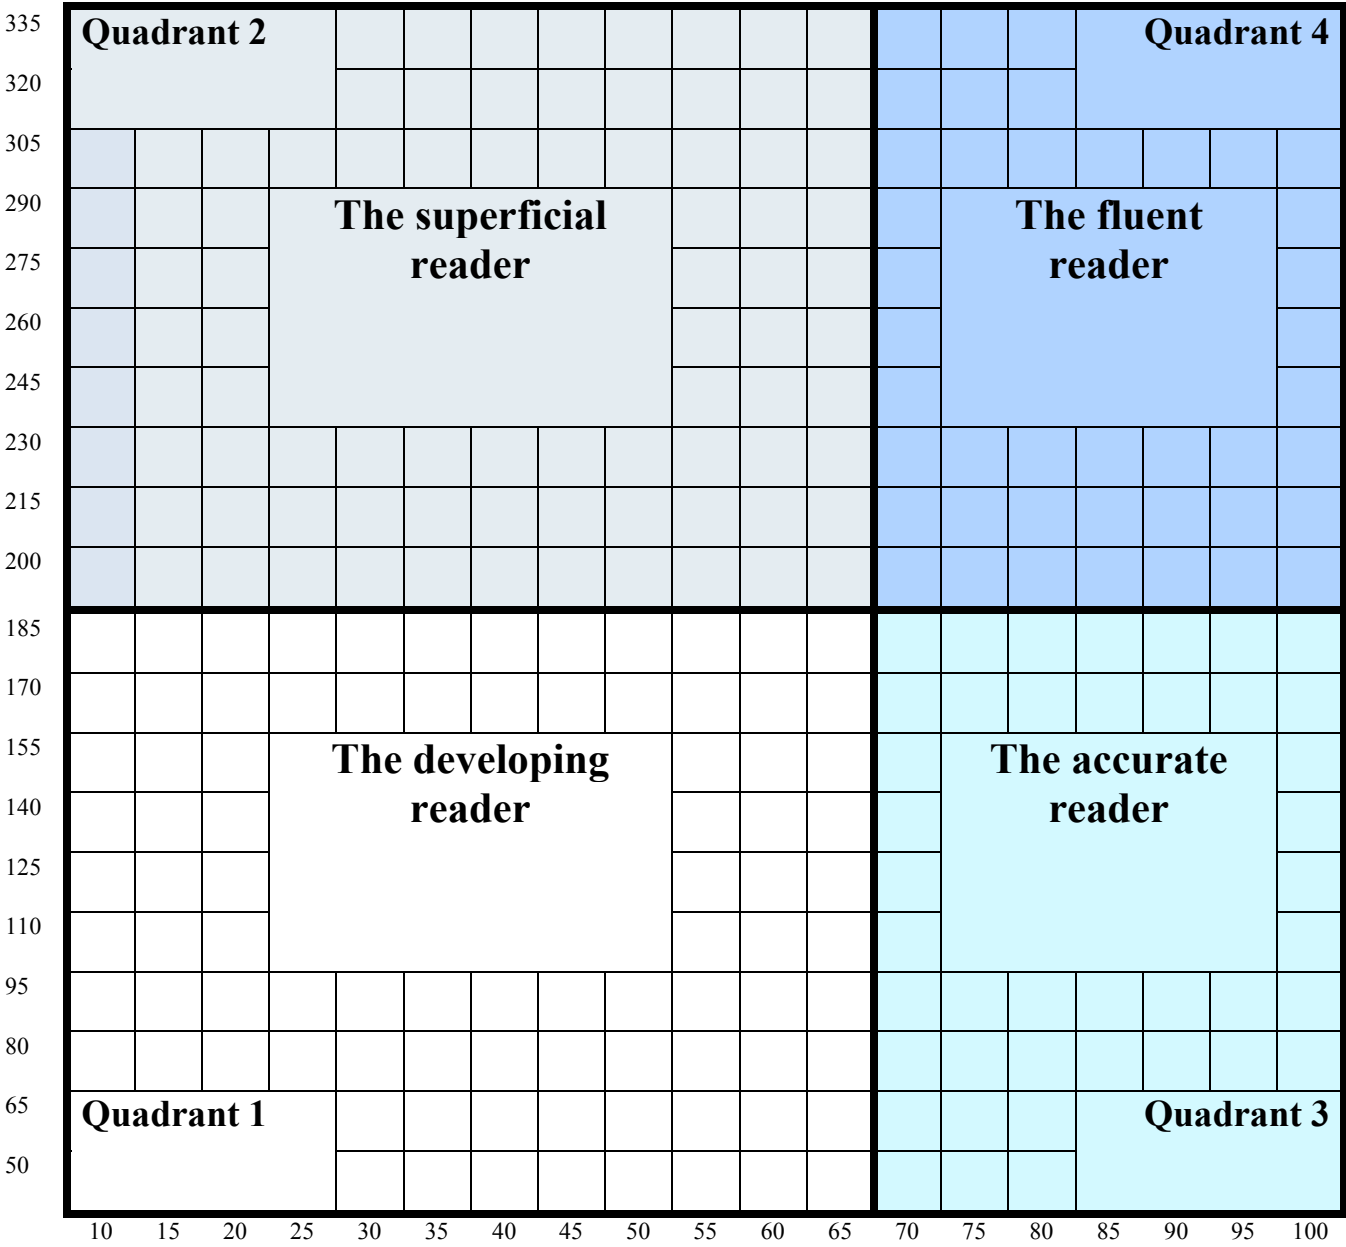 335
Quadrant 2
Quadrant 4
320
305
290
The superficial
reader
The fluent
reader
275
260
245
230
215
200
185
170
155
The developing
reader
The accurate
reader
140
125
110
95
80
65
Quadrant 1
Quadrant 3
50
10 15 20 25 30 35 40 45 50 55 60 65 70 75 80 85 90 95 100